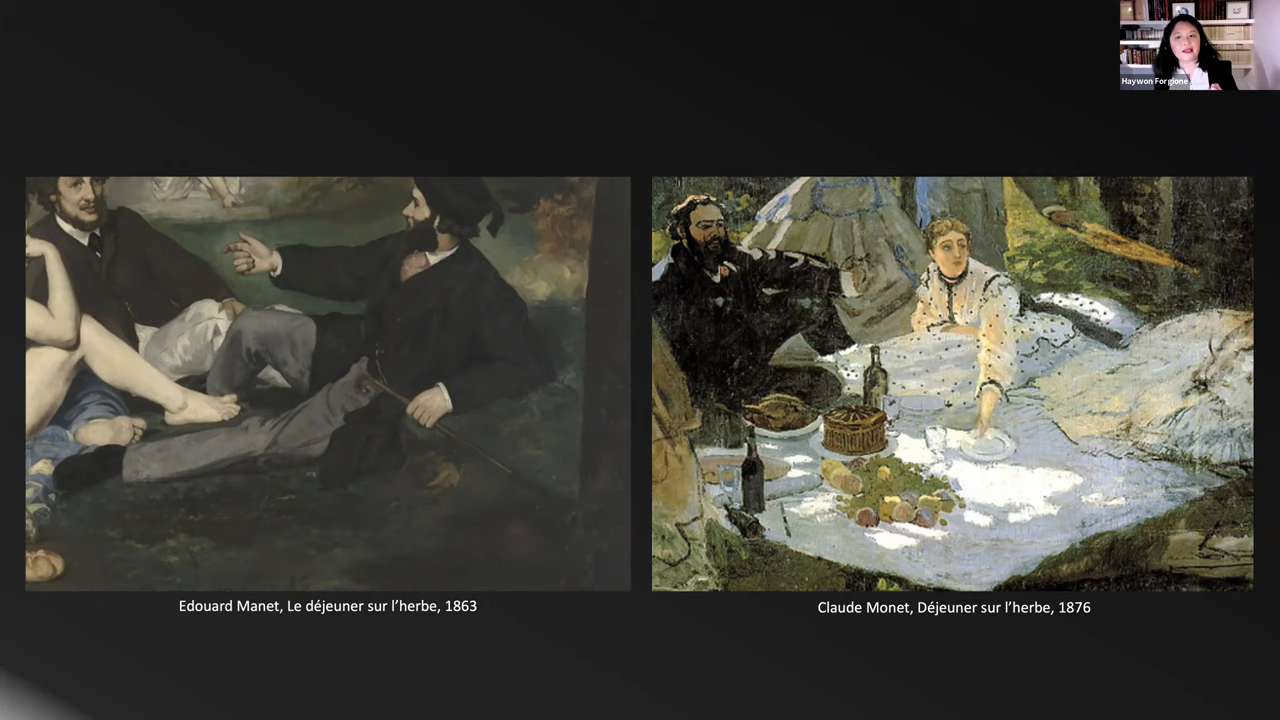 Haywon Forgione
Edouard Manet, Le déjeuner sur l’herbe, 1863
Claude Monet, Déjeuner sur l’herbe, 1876